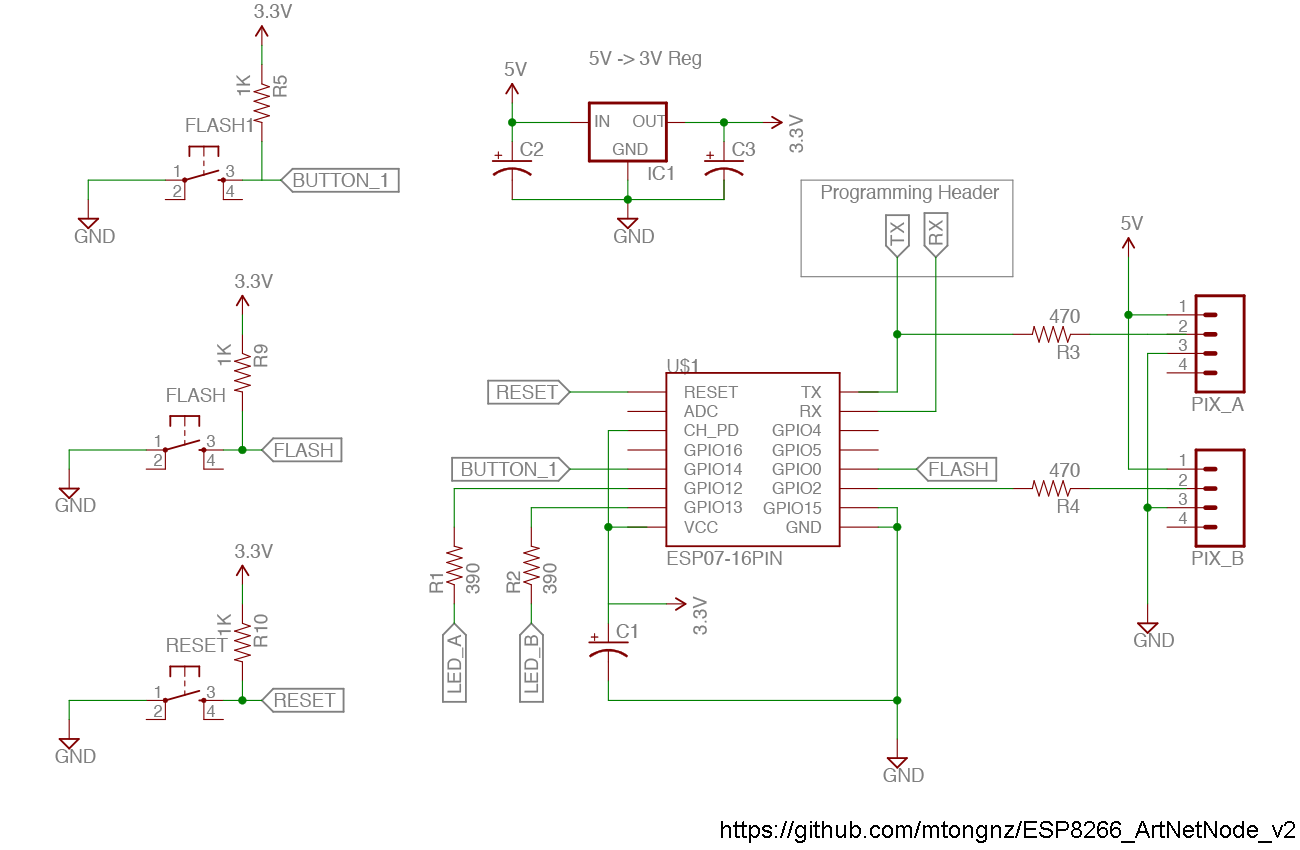 3.3V
1K
R5
FLASH1
1
3
2
4
BUTTON_1
GND
3.3V
1K
R9
FLASH
1
3
2
4
FLASH
GND
3.3V
1K
R10
RESET
1
3
2
4
RESET
GND
5V -> 3V Reg
5V
IN
OUT
GND
+
C2
IC1
+
C3
3.3V
GND
Programming Header
TX
RX
U$1
RESET
RESET
TX
ADC
RX
CH_PD
GPIO4
GPIO16
GPIO5
BUTTON_1
GPIO14
GPIO0
FLASH
GPIO12
GPIO2
GPIO13
GPIO15
VCC
GND
ESP07-16PIN
R1
390
R2
390
LED_A
LED_B
3.3V
+
C1
GND
5V
470
R3
1
2
3
4
PIX_A
470
R4
1
2
3
4
PIX_B
GND
https://github.com/mtongnz/ESP8266_ArtNetNode_v2